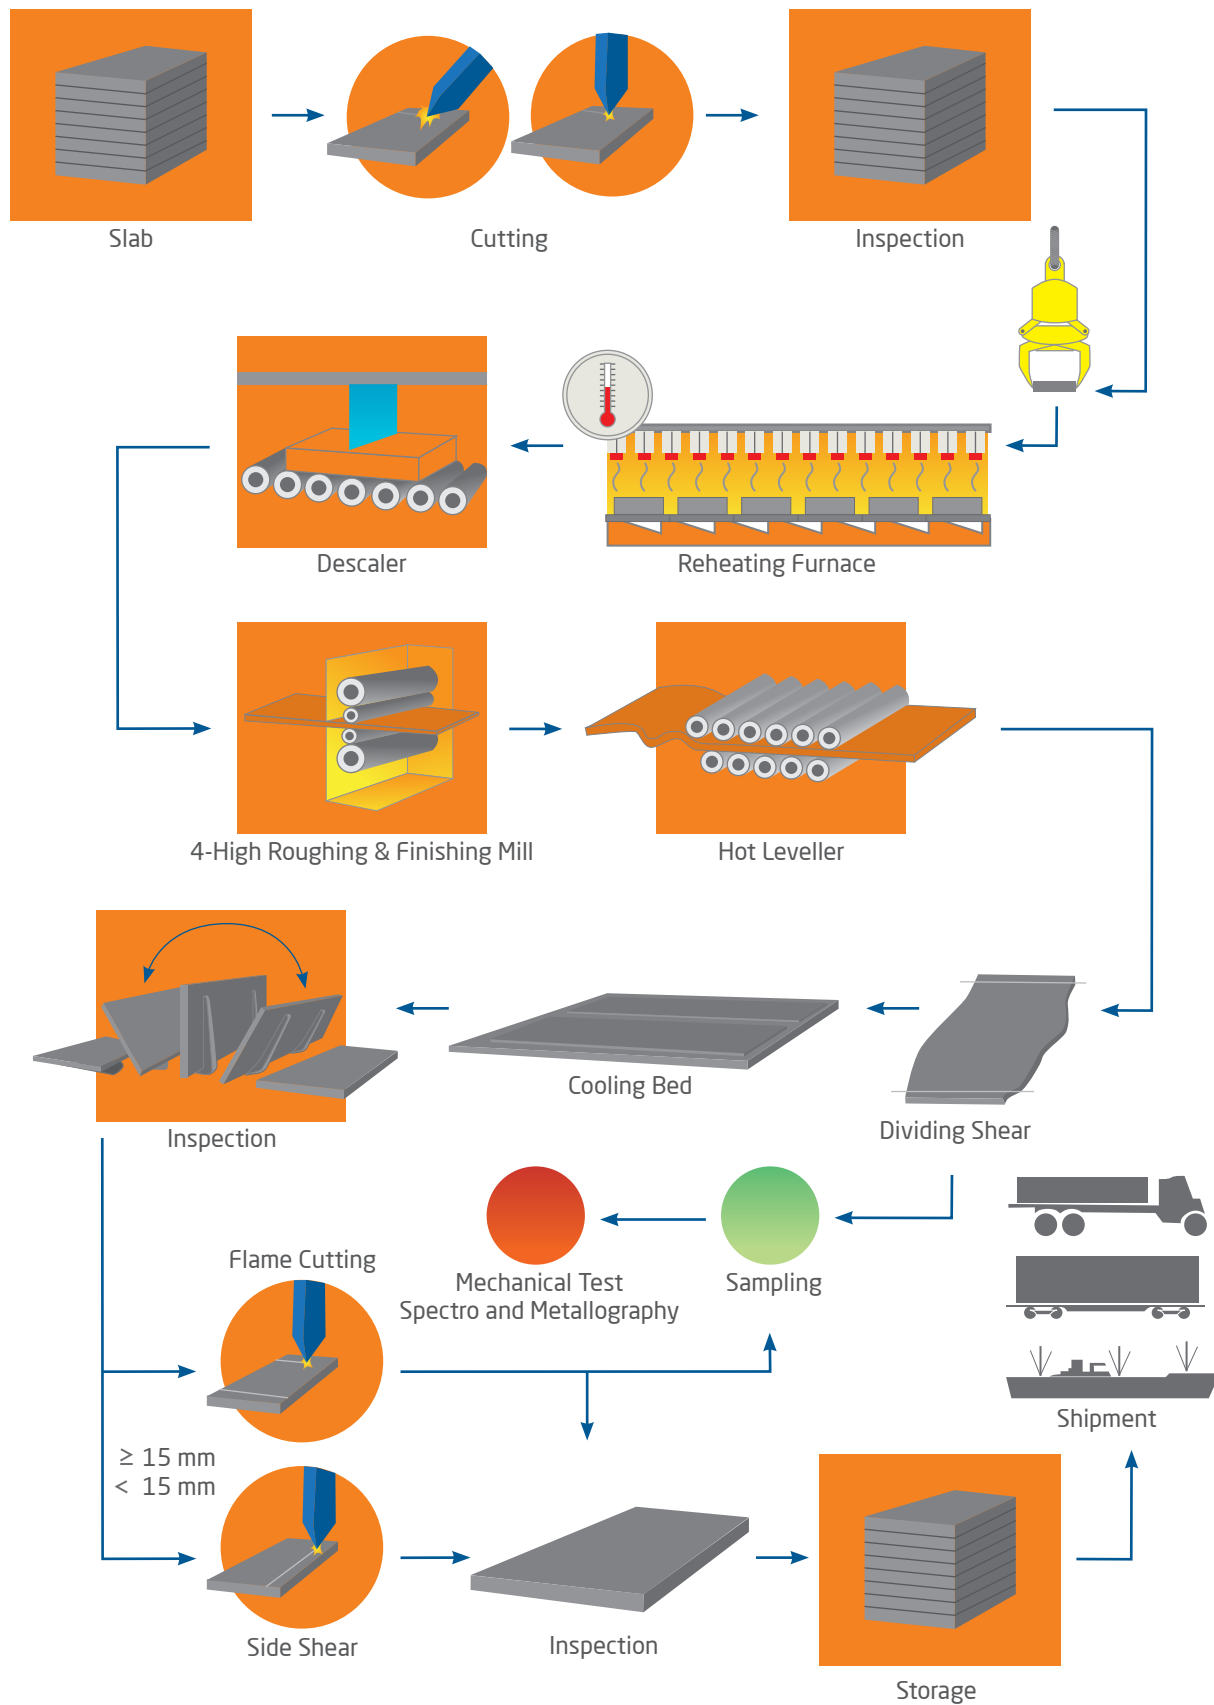 Slab
Cutting
Inspection
Descaler
Reheating Furnace
4-High Roughing & Finishing Mill
Hot Leveller
Inspection
Cooling Bed
Dividing Shear
Flame Cutting
Mechanical Test
Spectro and Metallography
Sampling
Shipment
≥ 15 mm
< 15 mm
Side Shear
Inspection
Storage